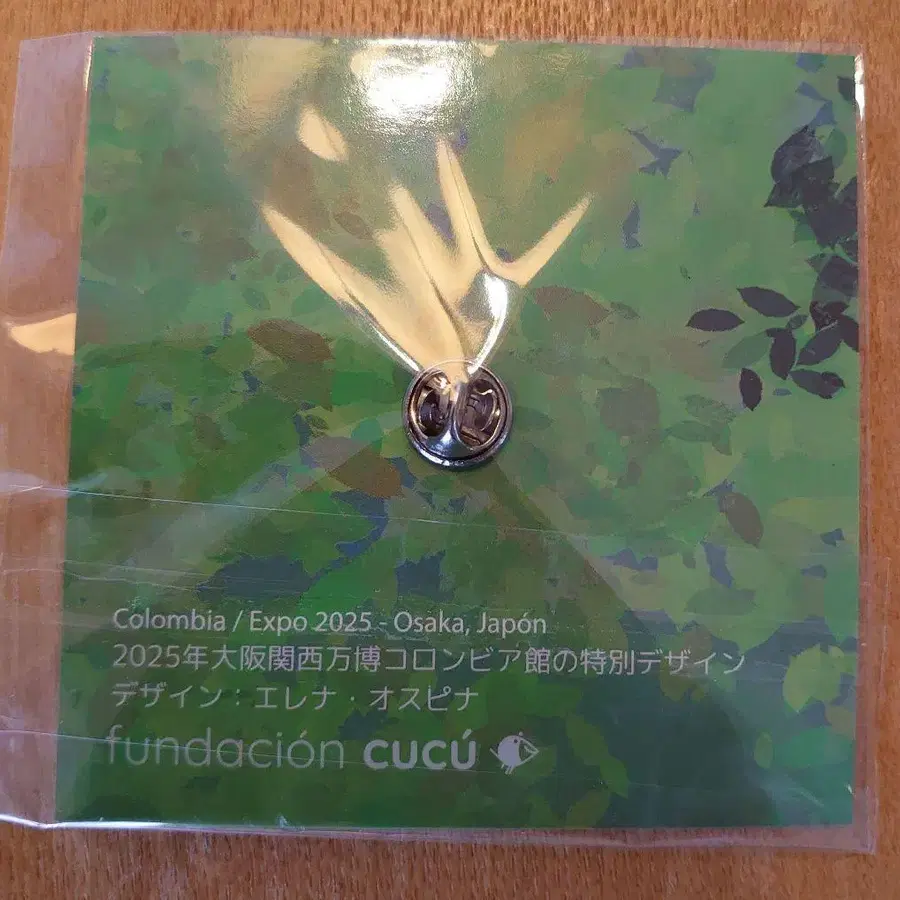 Colombia / Expo 2025 - Osaka, Japón
2025年大阪関西万博コロンビア館の特別デザイン
デザイン：エレナ・オスピナ
fundación cucú